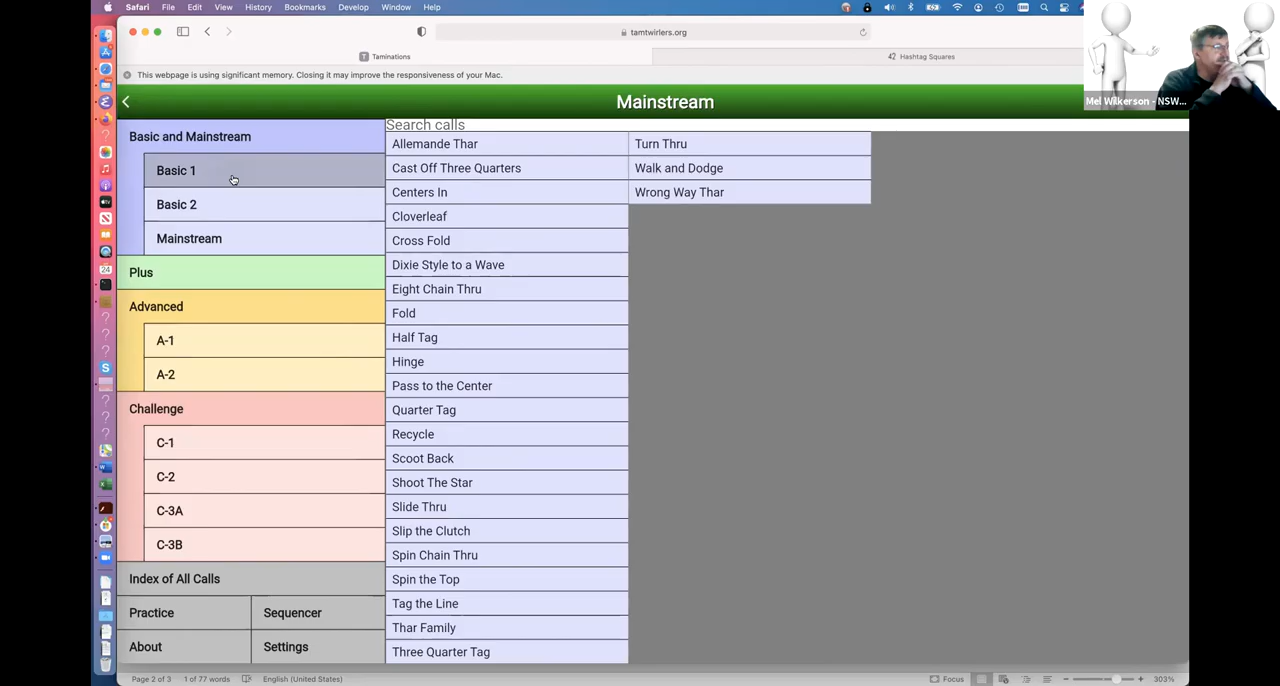 Safari File Edit View History Bookmarks Develop Window Help
tamtwirlers.org
T Taminations
42 Hashtag Squares
This webpage is using significant memory. Closing it may improve the responsiveness of your Mac.
Mel Wilkerson - NSW...
Mainstream
Basic and Mainstream
Basic 1
Basic 2
Mainstream
Plus
Advanced
A-1
A-2
Challenge
C-1
C-2
C-3A
C-3B
Index of All Calls
Practice Sequencer
About Settings
Search calls
Allemande Thar
Cast Off Three Quarters
Centers In
Cloverleaf
Cross Fold
Dixie Style to a Wave
Eight Chain Thru
Fold
Half Tag
Hinge
Pass to the Center
Quarter Tag
Recycle
Scoot Back
Shoot The Star
Slide Thru
Slip the Clutch
Spin Chain Thru
Spin the Top
Tag the Line
Thar Family
Three Quarter Tag
Turn Thru
Walk and Dodge
Wrong Way Thar
Page 2 of 3 1 of 77 words English (United States) Focus 303%